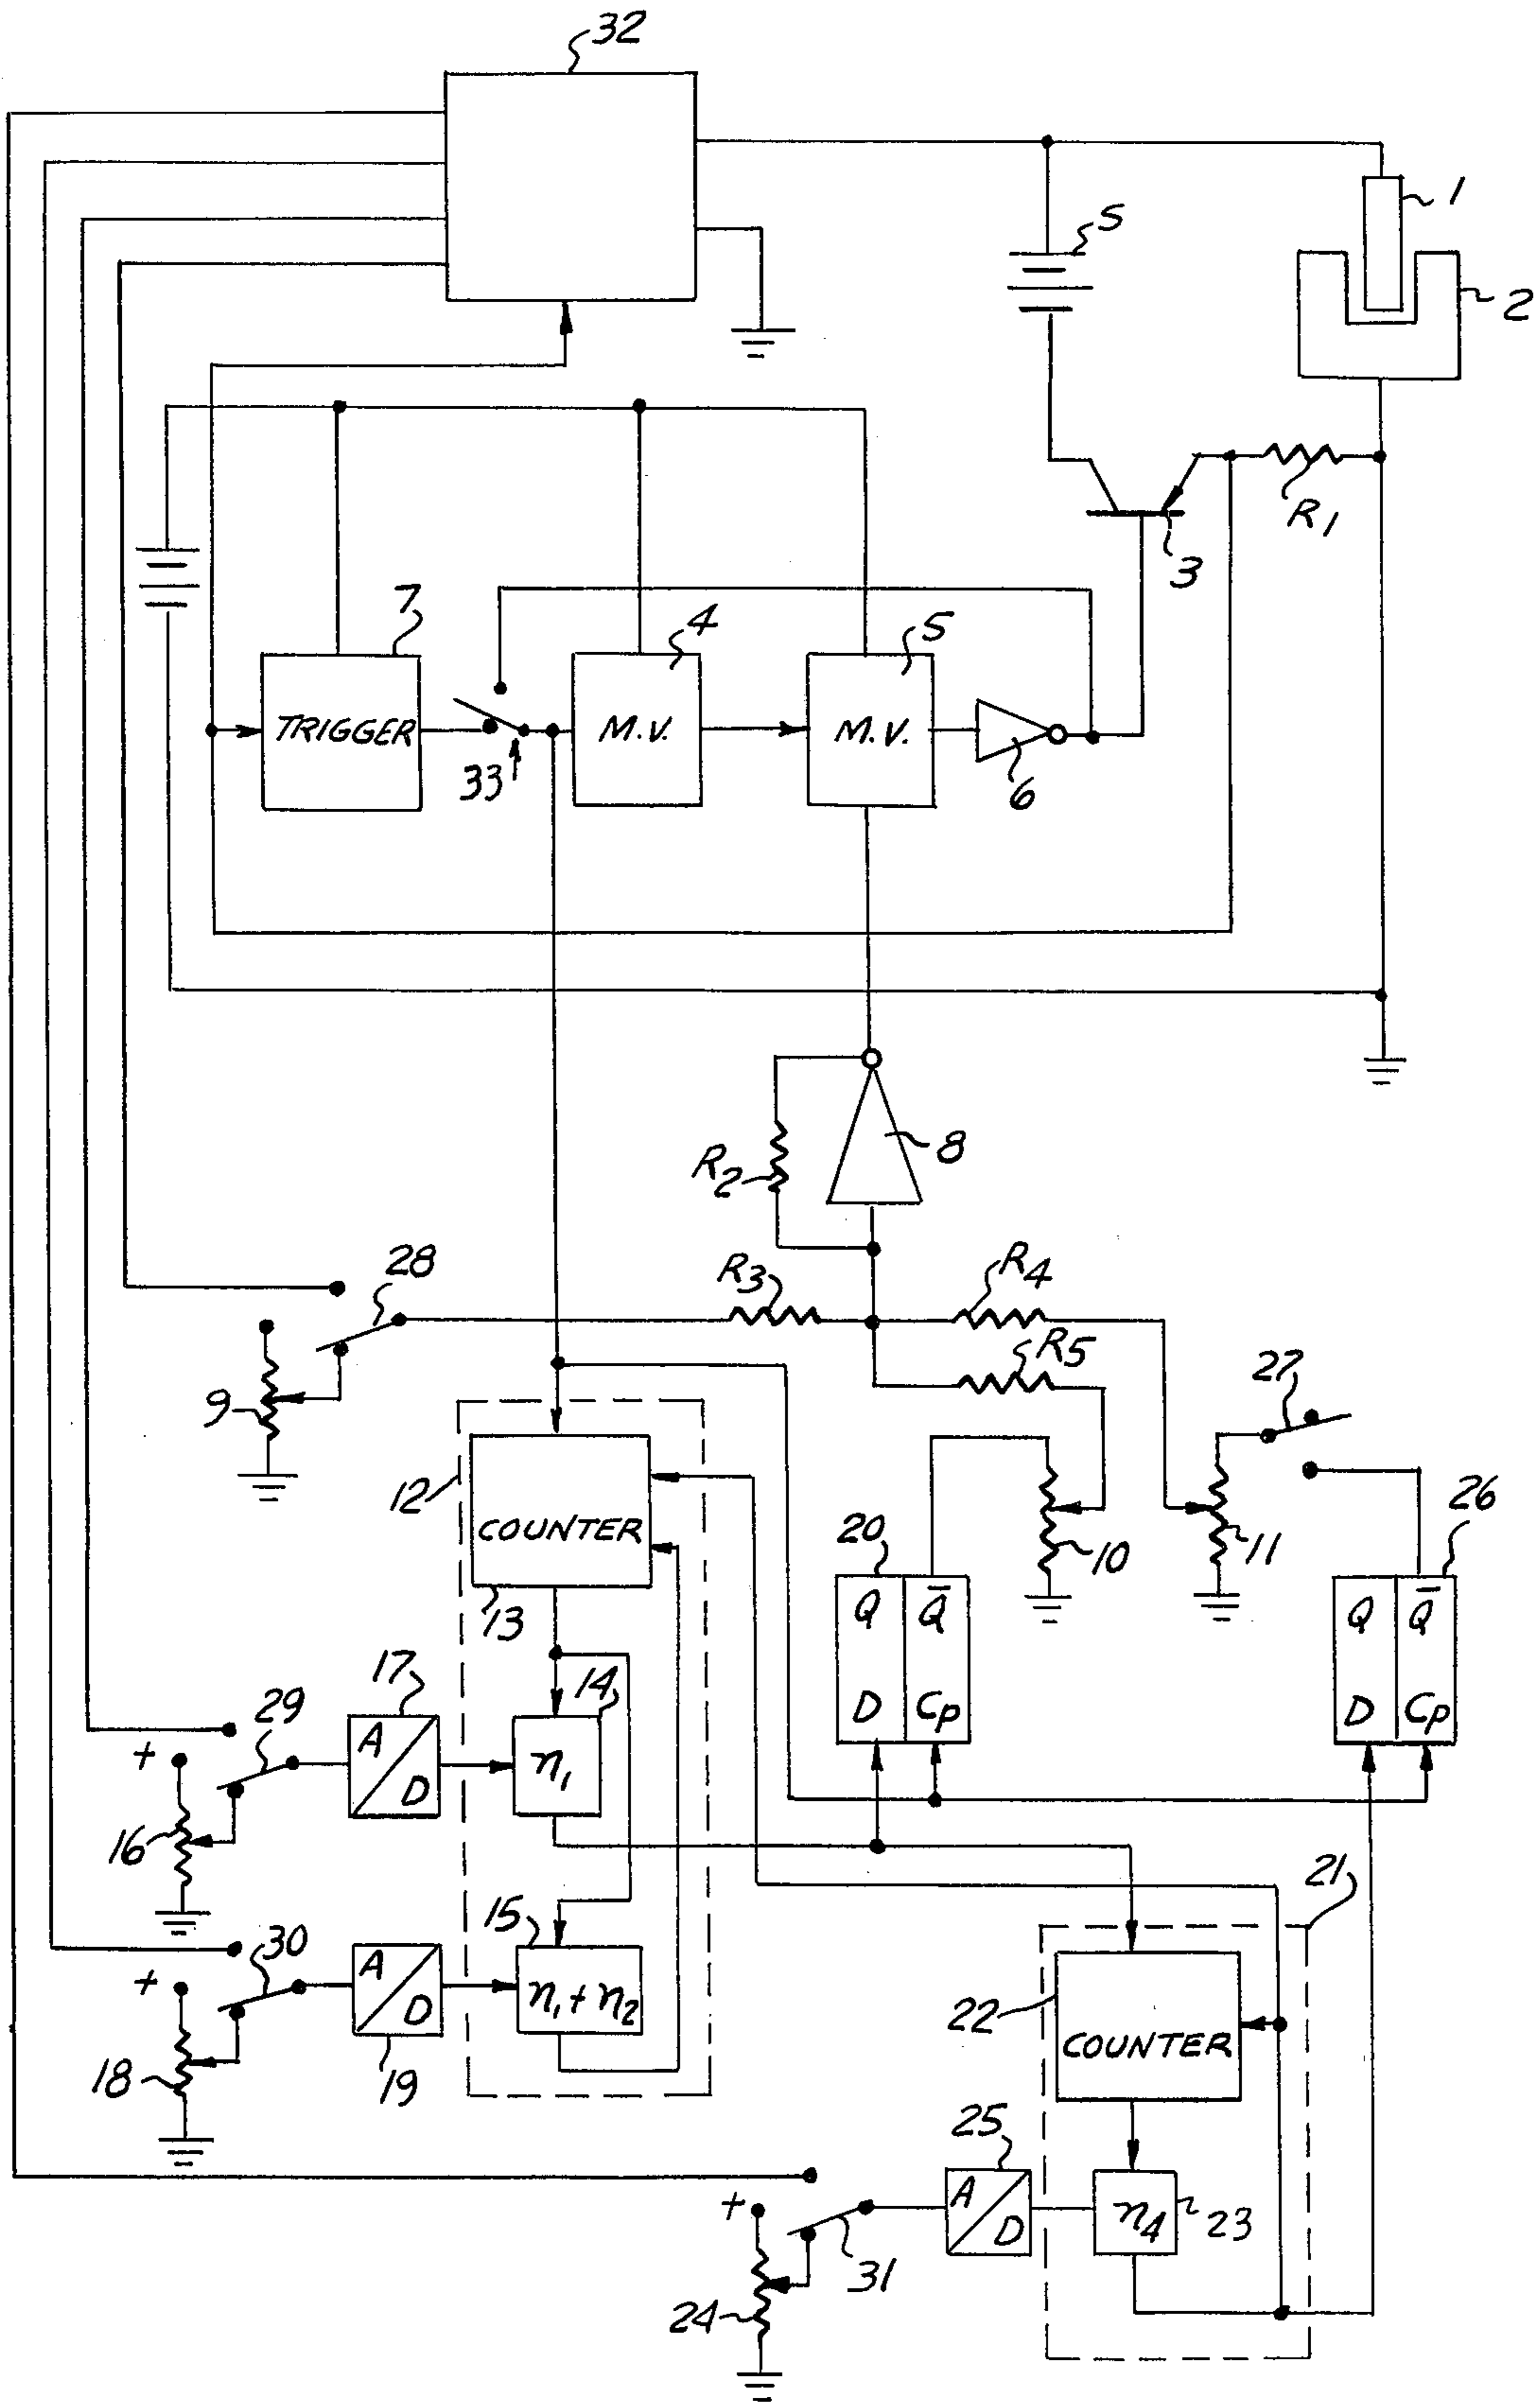 32
1
S
2
R1
3
7
4
5
TRIGGER
M.V.
M.V.
33
6
8
R2
28
R3
R4
R5
27
9
12
COUNTER
20
10
11
26
13
Q Q̅
Q Q̅
17
14
29
A/D
n1
D Cp
D Cp
+
16
21
15
30
A/D
n1 + n2
+
22
COUNTER
18
19
25
+
A/D
n4
23
31
24